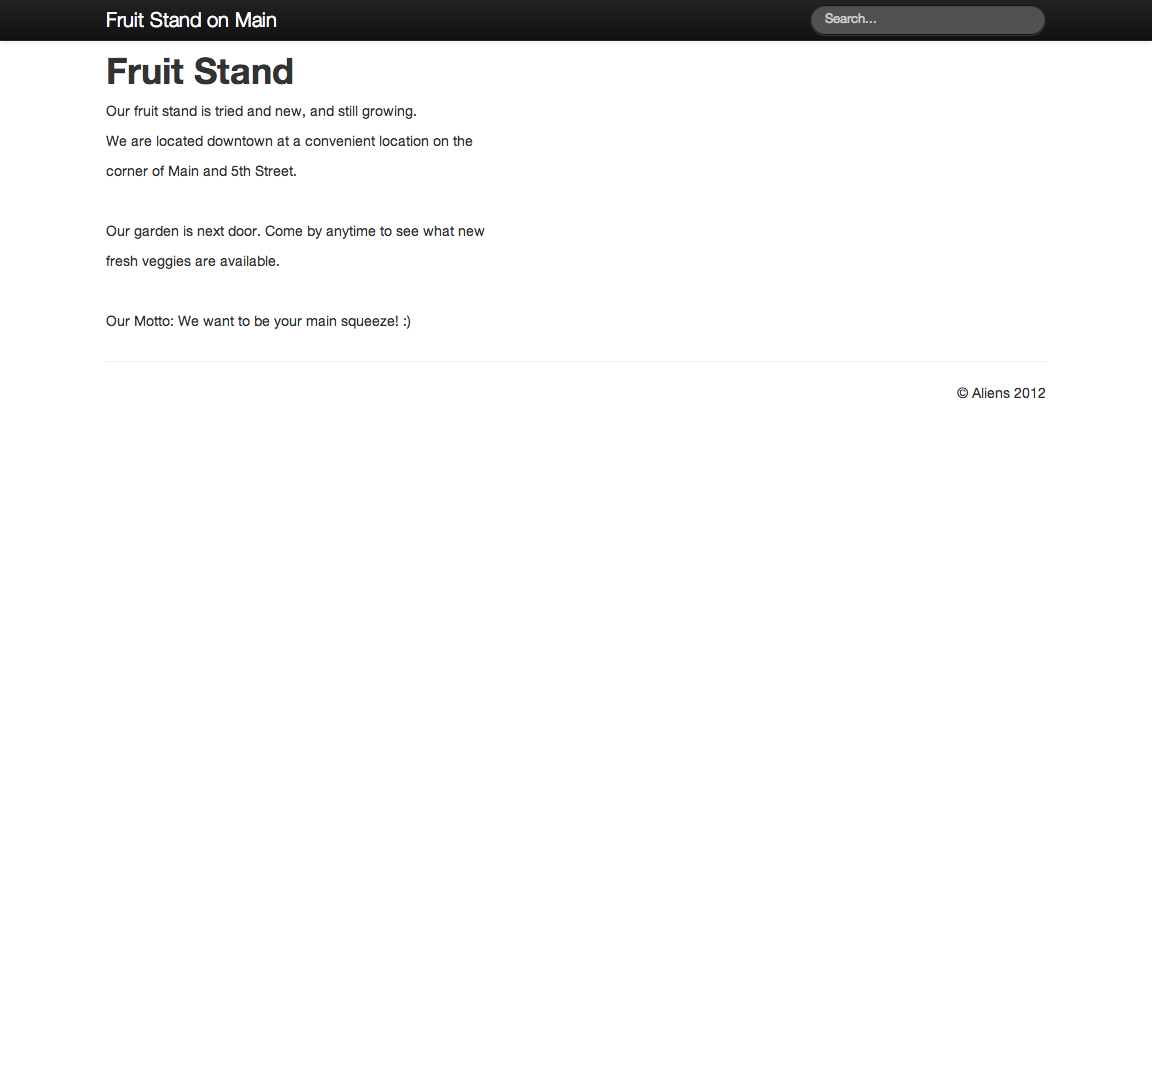 Fruit Stand on Main
Search...
Fruit Stand
Our fruit stand is tried and new, and still growing.
We are located downtown at a convenient location on the
corner of Main and 5th Street.
Our garden is next door. Come by anytime to see what new
fresh veggies are available.
Our Motto: We want to be your main squeeze! :)
© Aliens 2012